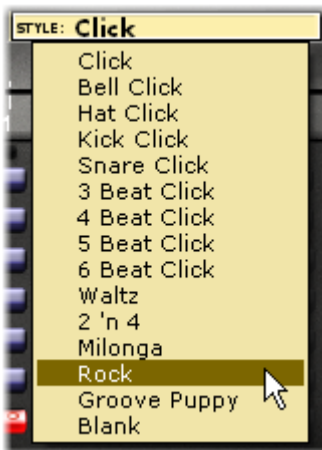 STYLE: Click
Click
Bell Click
Hat Click
Kick Click
Snare Click
3 Beat Click
4 Beat Click
5 Beat Click
6 Beat Click
Waltz
2 'n 4
Milonga
Rock
Groove Puppy
Blank